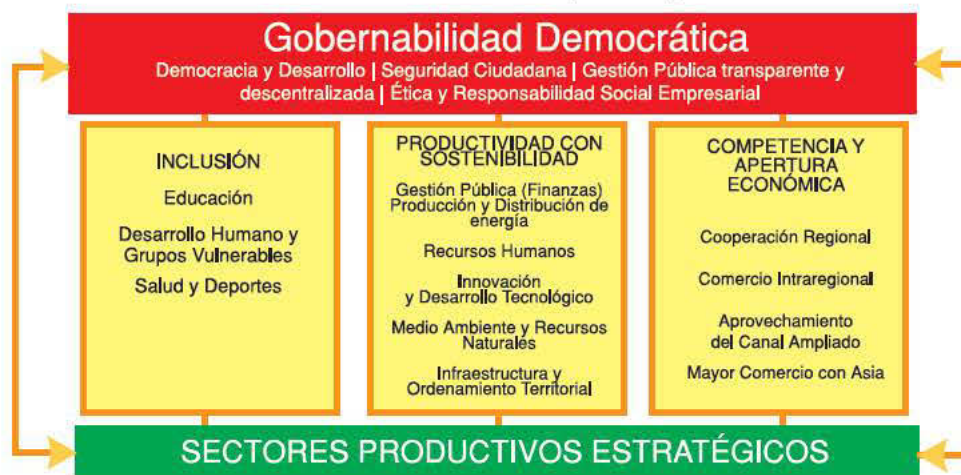 Gobernabilidad Democrática
Democracia y Desarrollo | Seguridad Ciudadana | Gestión Pública transparente y
descentralizada | Ética y Responsabilidad Social Empresarial
INCLUSIÓN
Educación
Desarrollo Humano y
Grupos Vulnerables
Salud y Deportes
PRODUCTIVIDAD CON
SOSTENIBILIDAD
Gestión Pública (Finanzas)
Producción y Distribución de
energía
Recursos Humanos
Innovación
y Desarrollo Tecnológico
Medio Ambiente y Recursos
Naturales
Infraestructura y
Ordenamiento Territorial
COMPETENCIA Y
APERTURA
ECONÓMICA
Cooperación Regional
Comercio Intraregional
Aprovechamiento
del Canal Ampliado
Mayor Comercio con Asia
SECTORES PRODUCTIVOS ESTRATÉGICOS